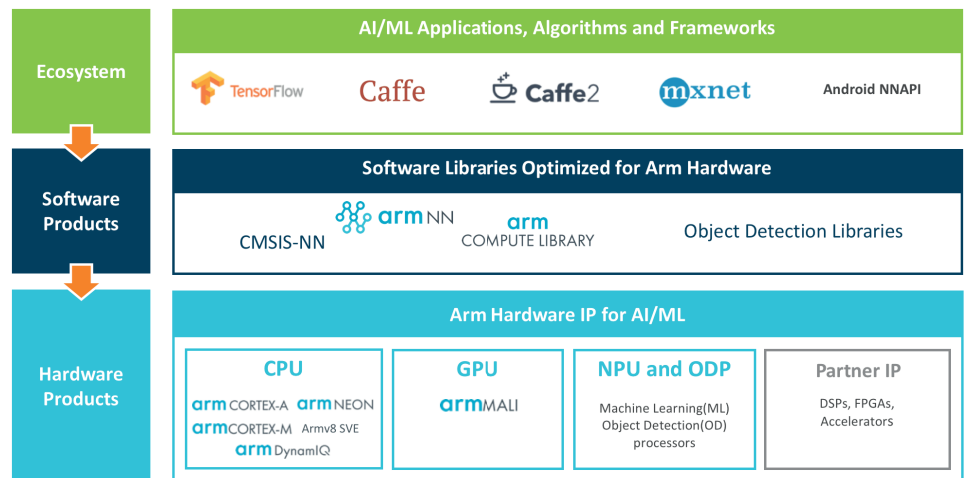 Ecosystem
AI/ML Applications, Algorithms and Frameworks
TensorFlow
Caffe
Caffe2
mxnet
Android NNAPI
Software
Products
Software Libraries Optimized for Arm Hardware
CMSIS-NN
arm NN
arm
COMPUTE LIBRARY
Object Detection Libraries
Hardware
Products
Arm Hardware IP for AI/ML
CPU
arm CORTEX-A arm NEON
arm CORTEX-M Armv8 SVE
arm DynamIQ
GPU
arm MALI
NPU and ODP
Machine Learning(ML)
Object Detection(OD)
processors
Partner IP
DSPs, FPGAs,
Accelerators